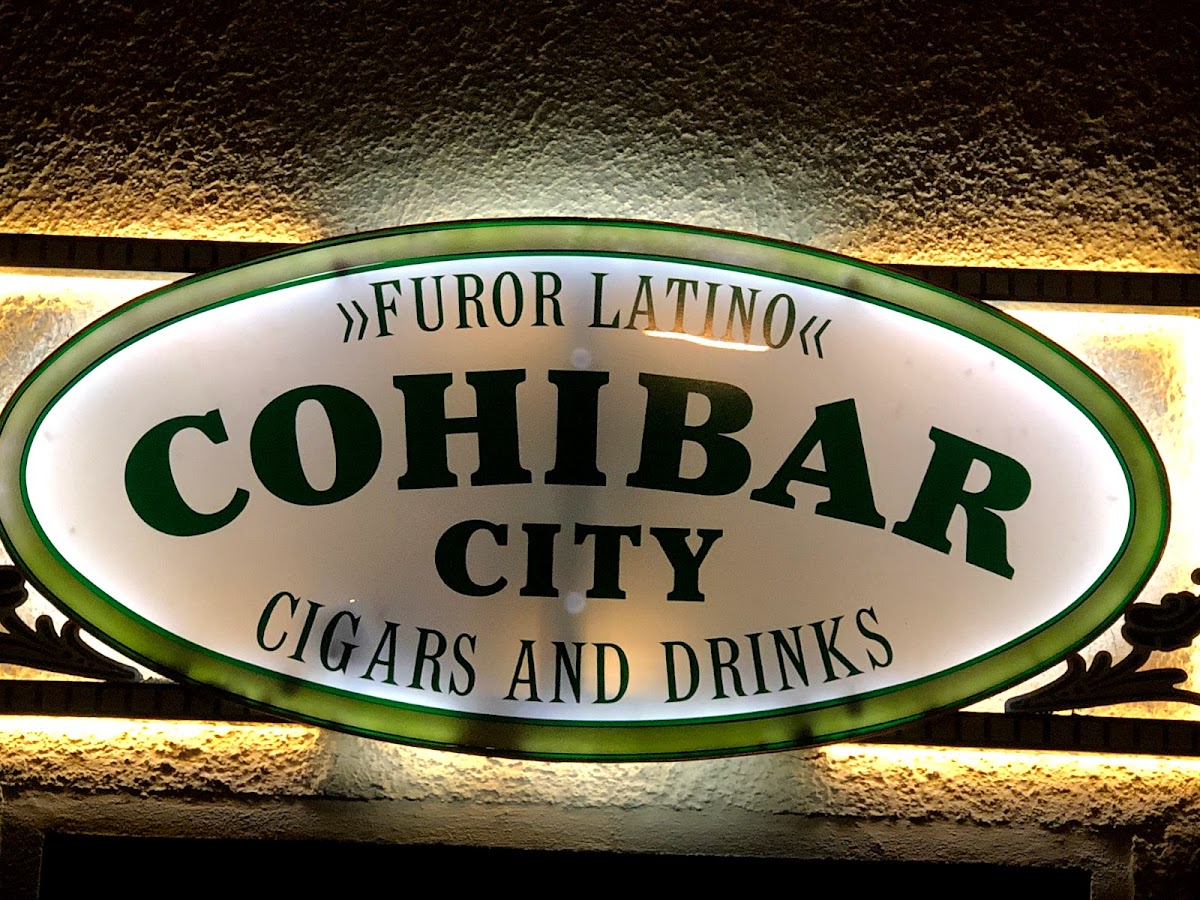 »FUROR LATINO«
COHIBAR
CITY
CIGARS AND DRINKS